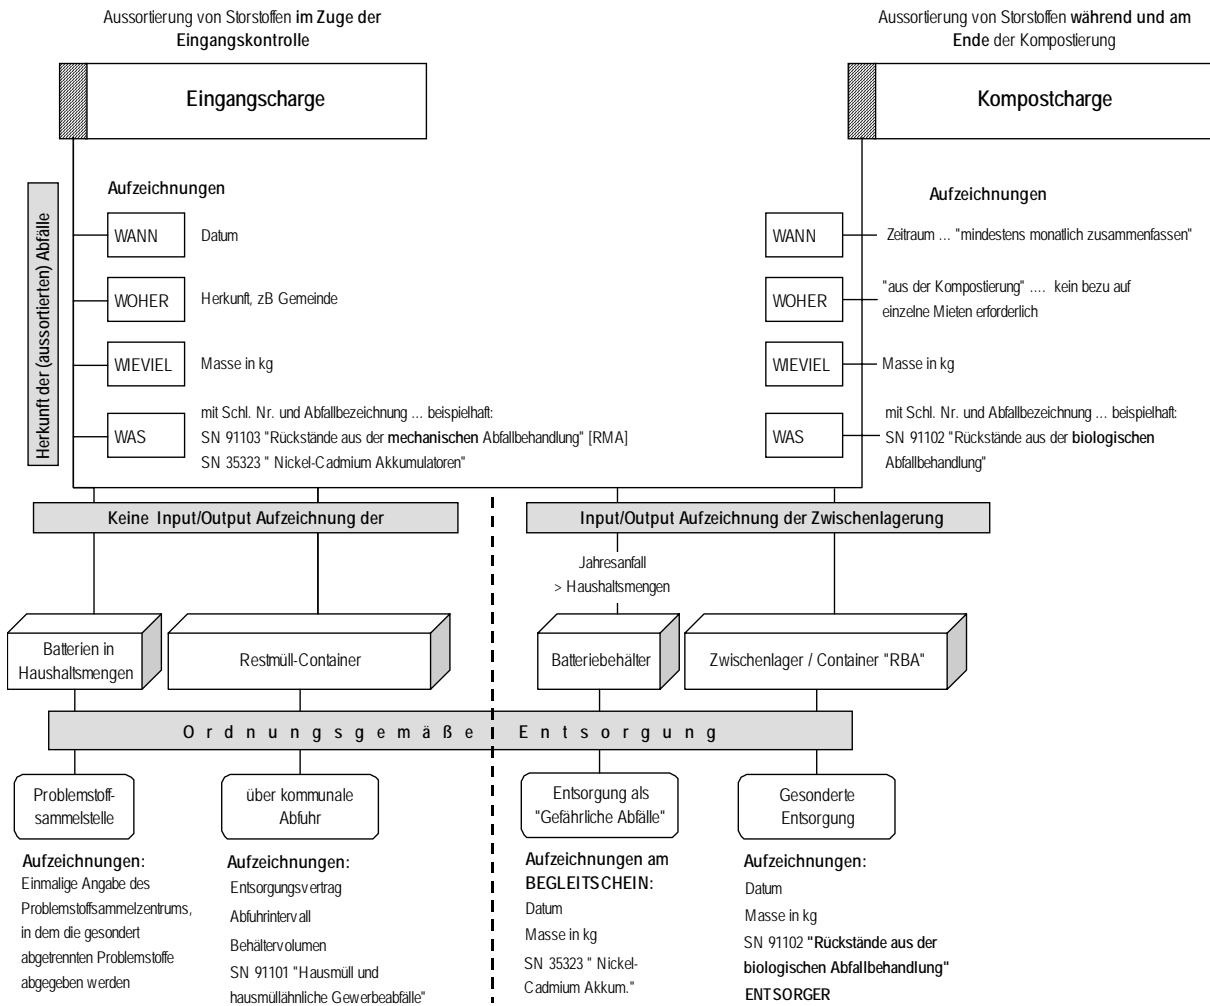 Aussortierung von Storstoffen im Zuge der
Eingangskontrolle
Eingangscharge
Herkunft der (aussortierten) Abfälle
Aufzeichnungen
WANN
Datum
WOHER
Herkunft, zB Gemeinde
WIEVIEL
Masse in kg
WAS
mit Schl. Nr. und Abfallbezeichnung ... beispielhaft:
SN 91103 "Rückstände aus der mechanischen Abfallbehandlung" [RMA]
SN 35323 " Nickel-Cadmium Akkumulatoren"
Aussortierung von Storstoffen während und am
Ende der Kompostierung
Kompostcharge
Aufzeichnungen
WANN
Zeitraum ... "mindestens monatlich zusammenfassen"
WOHER
"aus der Kompostierung" .... kein bezu auf
einzelne Mieten erforderlich
WIEVIEL
Masse in kg
WAS
mit Schl. Nr. und Abfallbezeichnung ... beispielhaft:
SN 91102 "Rückstände aus der biologischen
Abfallbehandlung"
Keine Input/Output Aufzeichnung der
Input/Output Aufzeichnung der Zwischenlagerung
Jahresanfall
> Haushaltsmengen
Batterien in
Haushaltsmengen
Restmüll-Container
Batteriebehälter
Zwischenlager / Container "RBA"
Ordnungsgemäße Entsorgung
Problemstoff-
sammelstelle
über kommunale
Abfuhr
Entsorgung als
"Gefährliche Abfälle"
Gesonderte
Entsorgung
Aufzeichnungen:
Einmalige Angabe des
Problemstoffsammelzentrums,
in dem die gesondert
abgetrennten Problemstoffe
abgegeben werden
Aufzeichnungen:
Entsorgungsvertrag
Abfuhrintervall
Behältervolumen
SN 91101 "Hausmüll und
hausmüllähnliche Gewerbeabfälle"
Aufzeichnungen am
BEGLEITSCHEIN:
Datum
Masse in kg
SN 35323 " Nickel-
Cadmium Akkum."
Aufzeichnungen:
Datum
Masse in kg
SN 91102 "Rückstände aus der
biologischen Abfallbehandlung"
ENTSORGER